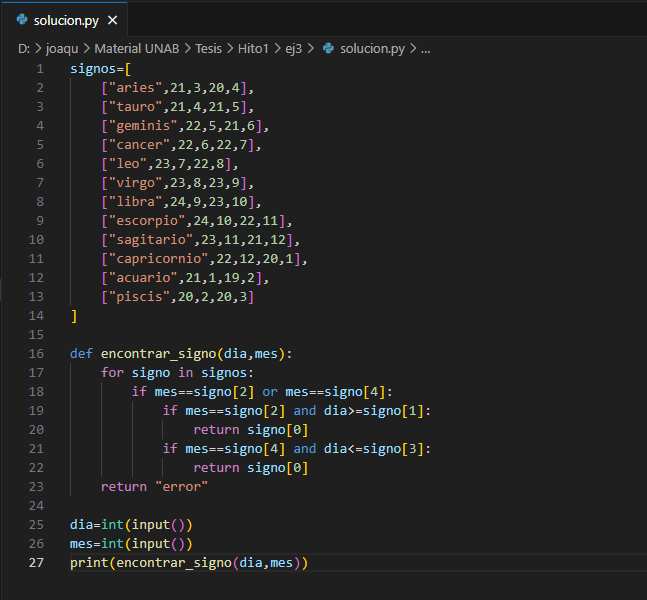 solucion.py ×
D: > joaqu > Material UNAB > Tesis > Hito1 > ej3 > solucion.py > ...
1 signos=[
2     ["aries",21,3,20,4],
3     ["tauro",21,4,21,5],
4     ["geminis",22,5,21,6],
5     ["cancer",22,6,22,7],
6     ["leo",23,7,22,8],
7     ["virgo",23,8,23,9],
8     ["libra",24,9,23,10],
9     ["escorpio",24,10,22,11],
10     ["sagitario",23,11,21,12],
11     ["capricornio",22,12,20,1],
12     ["acuario",21,1,19,2],
13     ["piscis",20,2,20,3]
14 ]
15
16 def encontrar_signo(dia,mes):
17     for signo in signos:
18         if mes==signo[2] or mes==signo[4]:
19             if mes==signo[2] and dia>=signo[1]:
20                 return signo[0]
21             if mes==signo[4] and dia<=signo[3]:
22                 return signo[0]
23     return "error"
24
25 dia=int(input())
26 mes=int(input())
27 print(encontrar_signo(dia,mes))